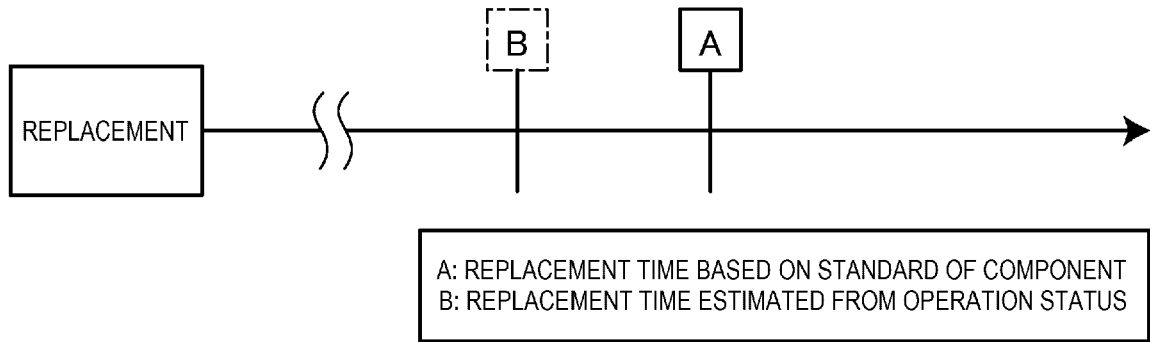 B
A
REPLACEMENT
A: REPLACEMENT TIME BASED ON STANDARD OF COMPONENT
B: REPLACEMENT TIME ESTIMATED FROM OPERATION STATUS